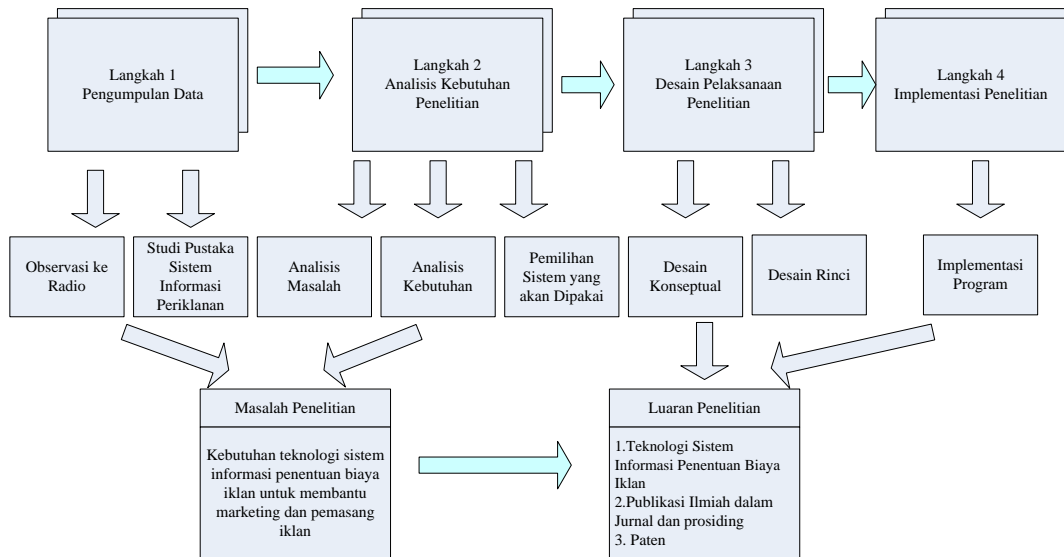 Langkah 1
Pengumpulan Data
Langkah 2
Analisis Kebutuhan
Penelitian
Langkah 3
Desain Pelaksanaan
Penelitian
Langkah 4
Implementasi Penelitian
Observasi ke
Radio
Studi Pustaka
Sistem
Informasi
Periklanan
Analisis
Masalah
Analisis
Kebutuhan
Pemilihan
Sistem yang
akan Dipakai
Desain
Konseptual
Desain Rinci
Implementasi
Program
Masalah Penelitian
Kebutuhan teknologi sistem
informasi penentuan biaya
iklan untuk membantu
marketing dan pemasang
iklan
Luaran Penelitian
1.Teknologi Sistem
Informasi Penentuan Biaya
Iklan
2.Publikasi Ilmiah dalam
Jurnal dan prosiding
3. Paten